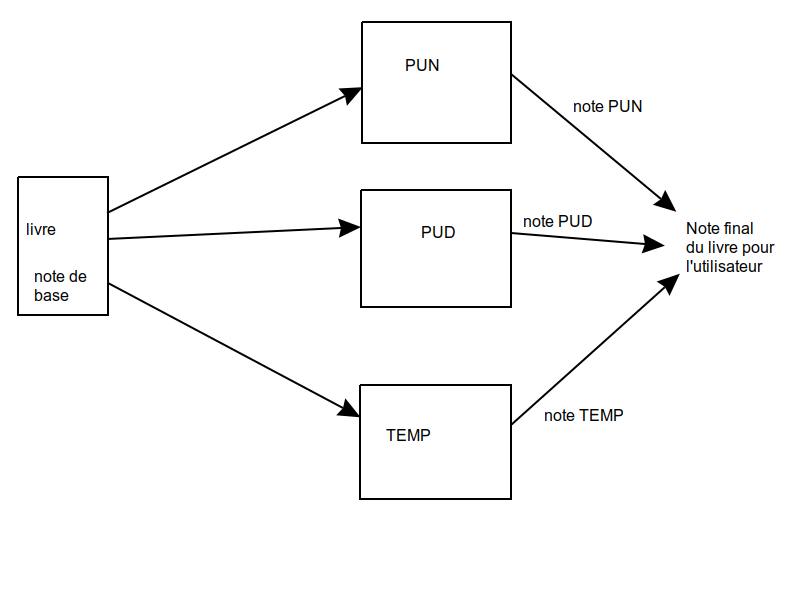 PUN
note PUN
livre
note de
base
PUD
note PUD
Note final
du livre pour
l'utilisateur
TEMP
note TEMP